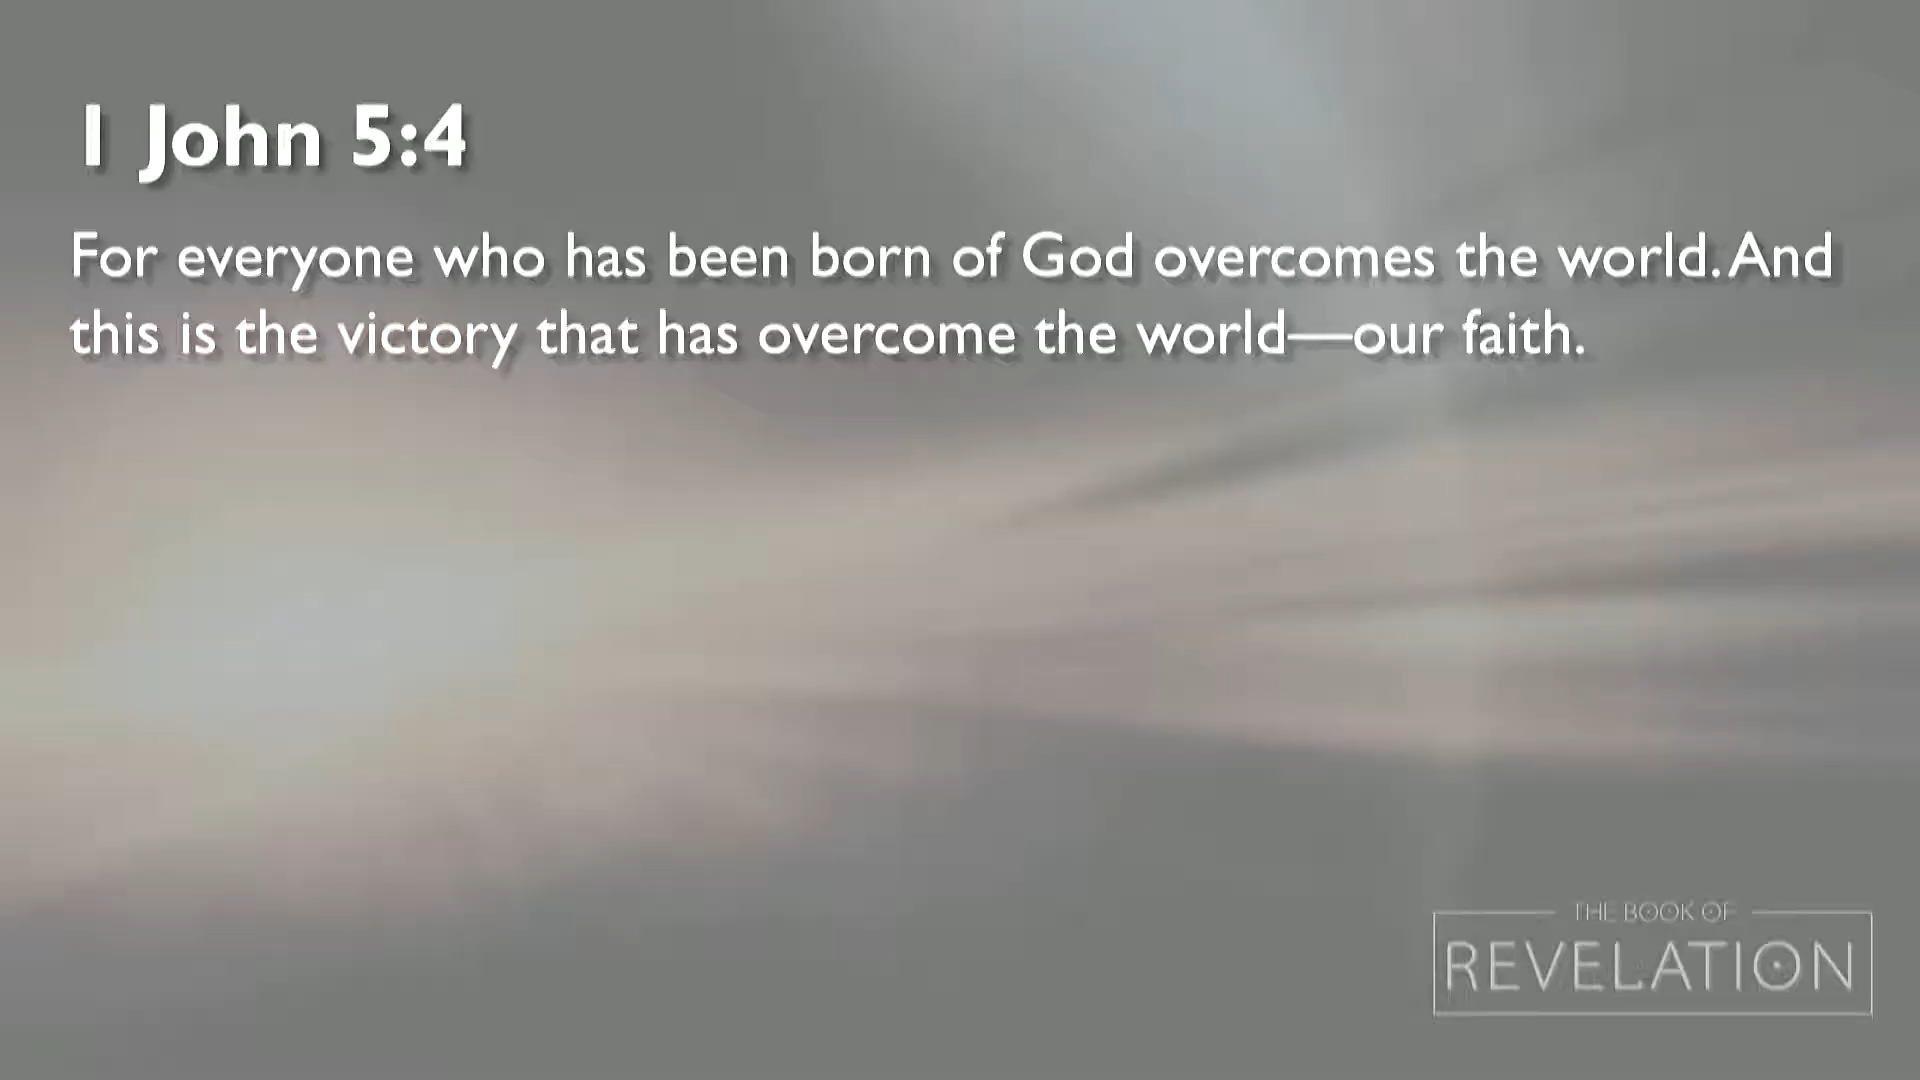 1 John 5:4
For everyone who has been born of God overcomes the world. And
this is the victory that has overcome the world—our faith.
THE BOOK OF
REVELATION